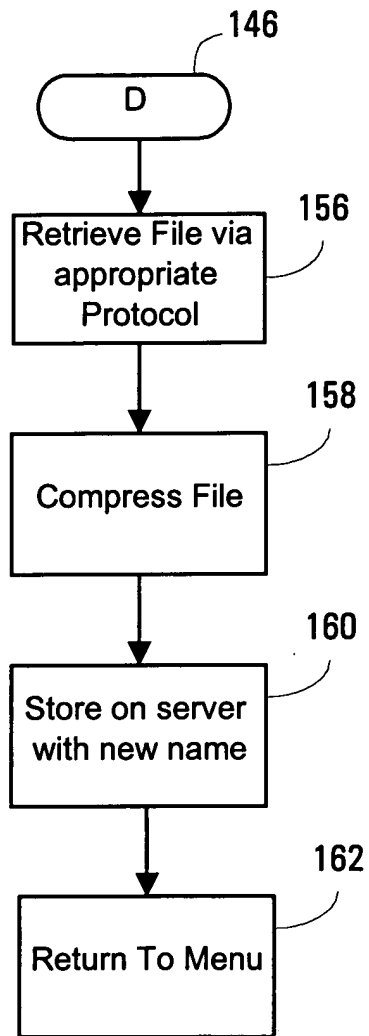 146
D
156
Retrieve File via
appropriate
Protocol
158
Compress File
160
Store on server
with new name
162
Return To Menu